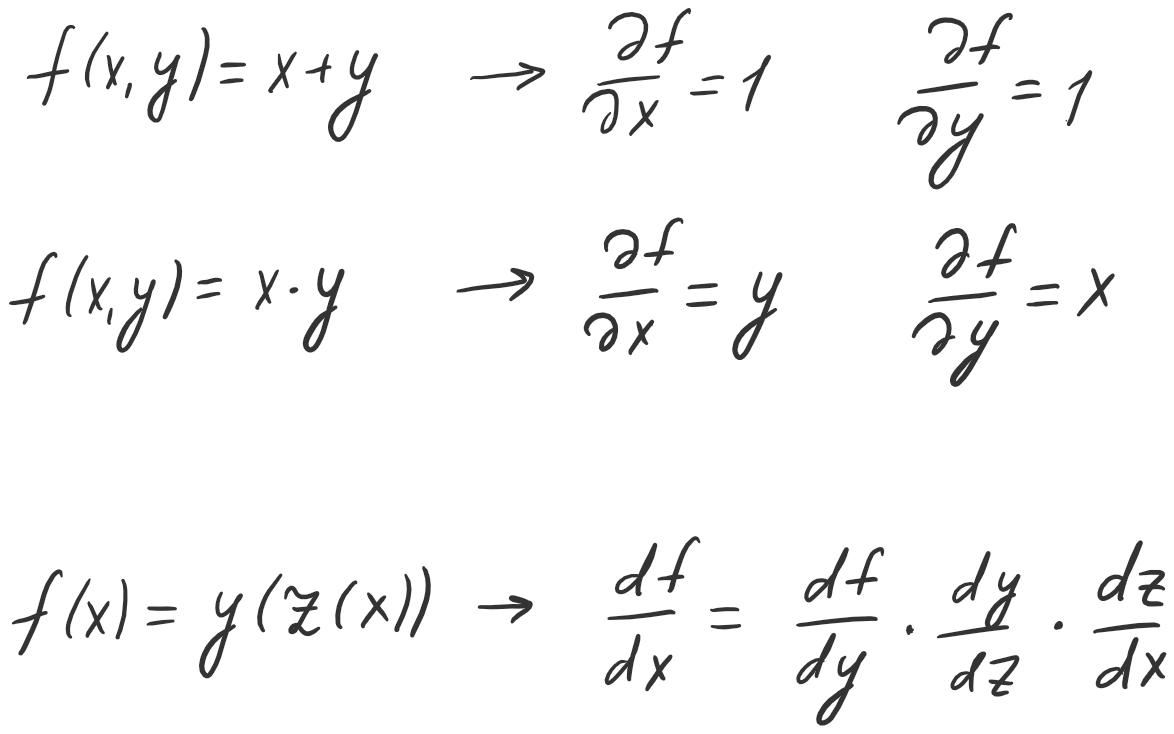 f(x,y) = x+y → ∂f/∂x = 1 ∂f/∂y = 1
f(x,y) = x·y → ∂f/∂x = y ∂f/∂y = x
f(x) = y(z(x)) → df/dx = df/dy · dy/dz · dz/dx